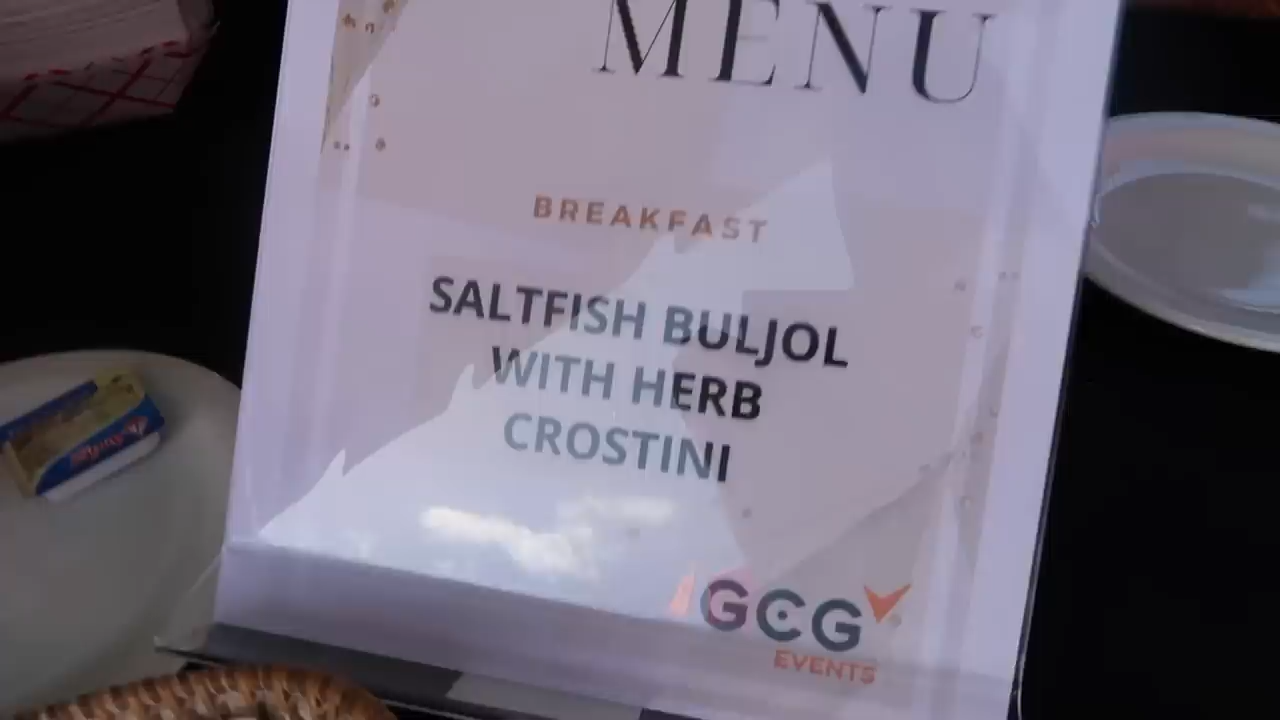 MENU
BREAKFAST
SALTFISH BULJOL
WITH HERB
CROSTINI
GCG
EVENTS